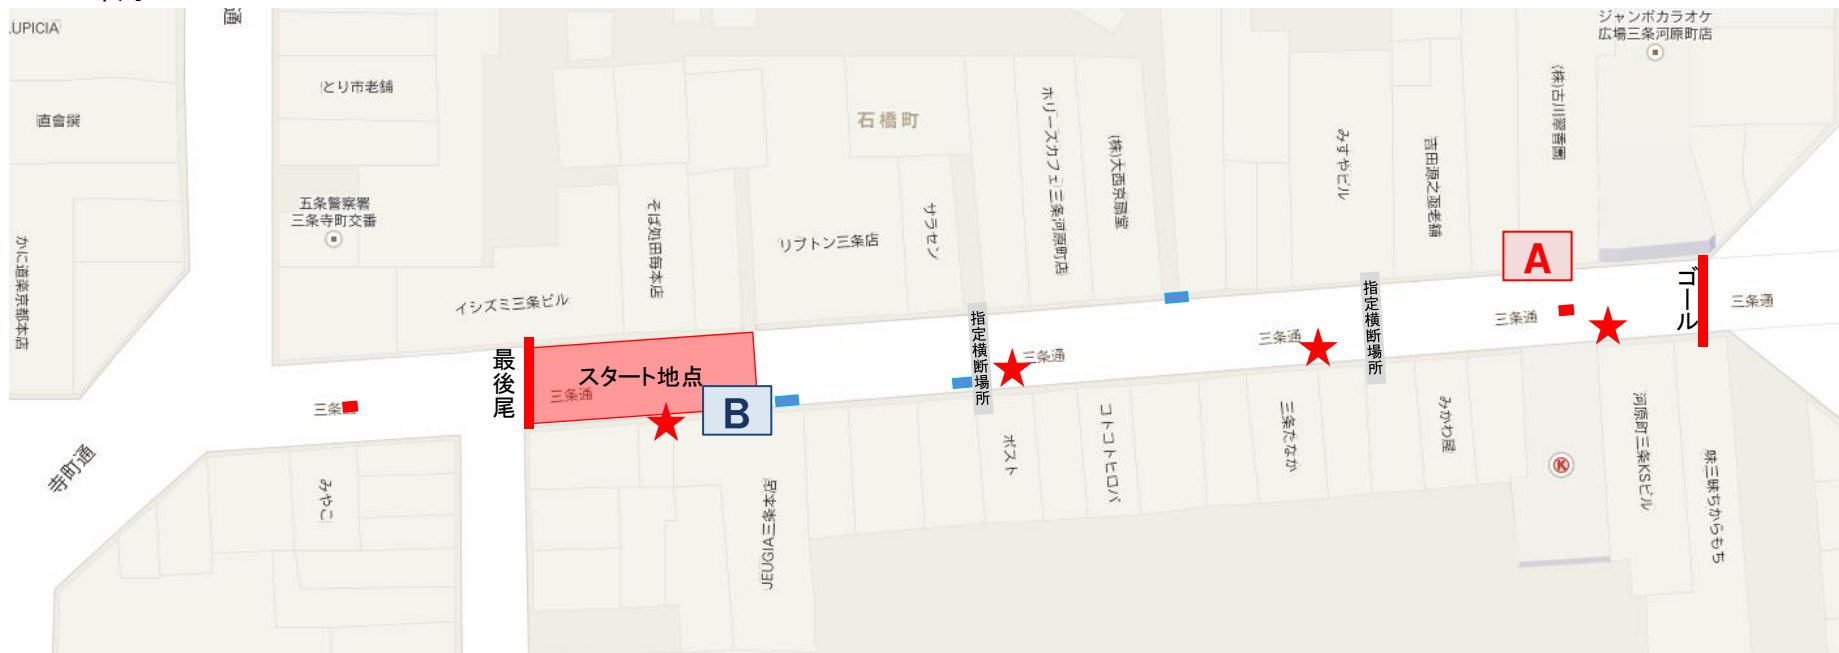 通
.UPICIA
とり市老舗
直會撰
五条警察署
三条寺町交番
かに道楽京都本店
イシズミ三条ビル
そば処田毎本店
石橋町
リプトン三条店
サラセン
ホリーズカフェ三条河原町店
(株)大西京扇堂
みすやビル
吉田源之亟老舗
(株)古川翠香園
ジャンボカラオケ
広場三条河原町店
A
ゴール
三条通
三条通
指定横断場所
三条通
三条通
指定横断場所
最後尾
スタート地点
三条通
B
三条
寺町通
みやこ
JEUGIA三条本店
ポスト
コトコトヒロバ
三条たなか
みかわ屋
K
河原町三条KSビル
味三昧ちからもち